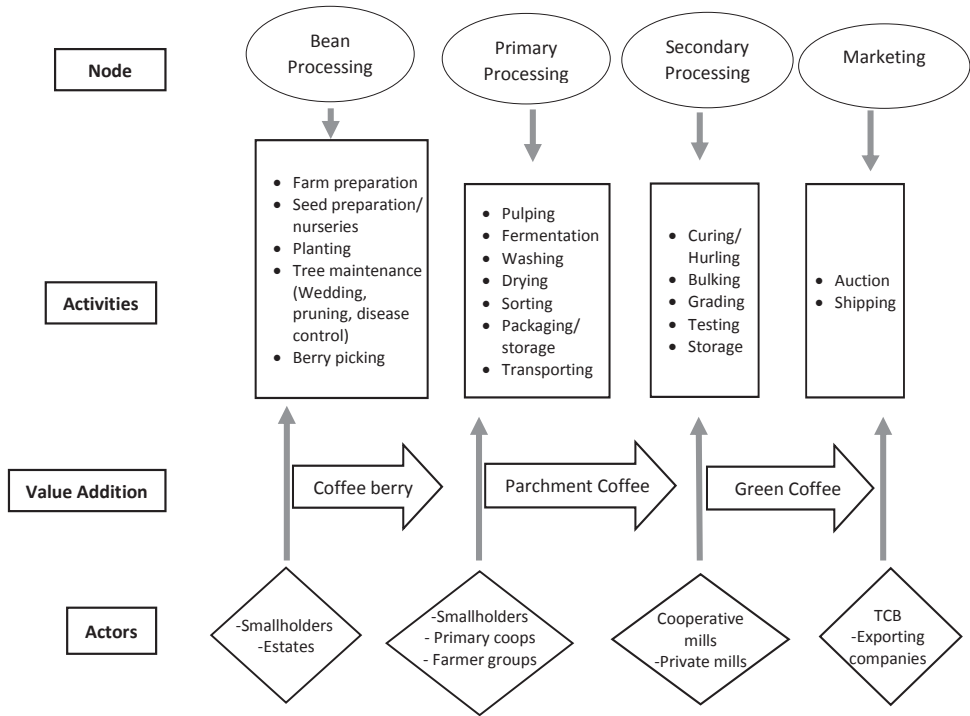 Node
Bean
Processing
Primary
Processing
Secondary
Processing
Marketing
Activities
• Farm preparation
• Seed preparation/
nurseries
• Planting
• Tree maintenance
(Wedding,
pruning, disease
control)
• Berry picking
• Pulping
• Fermentation
• Washing
• Drying
• Sorting
• Packaging/
storage
• Transporting
• Curing/
Hurling
• Bulking
• Grading
• Testing
• Storage
• Auction
• Shipping
Value Addition
Coffee berry
Parchment Coffee
Green Coffee
Actors
-Smallholders
-Estates
-Smallholders
- Primary coops
- Farmer groups
Cooperative
mills
-Private mills
TCB
-Exporting
companies